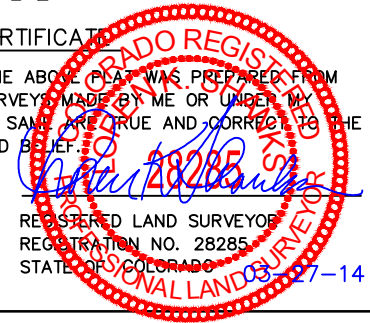 CERTIFICATE
ABOVE PLAT WAS PREPARED FROM
SURVEYS MADE BY ME OR UNDER MY
SAME ARE TRUE AND CORRECT TO THE
BELIEF.
COLORADO REGISTERED
28285
PROFESSIONAL LAND SURVEYOR
REGISTERED LAND SURVEYOR
REGISTRATION NO. 28285
STATE OF COLORADO 03-27-14